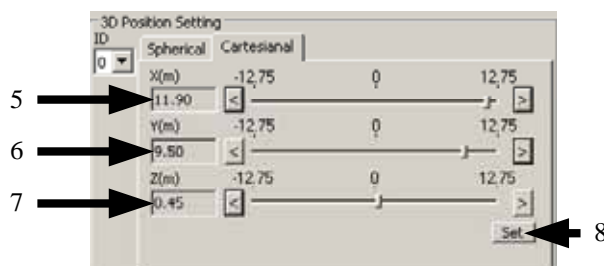 3D Position Setting
ID
0
Spherical Cartesianal
X(m) -12,75 0 12,75
5 11.90 < >
Y(m) -12,75 0 12,75
6 9.50 < >
Z(m) -12,75 0 12,75
7 0.45 < >
Set 8